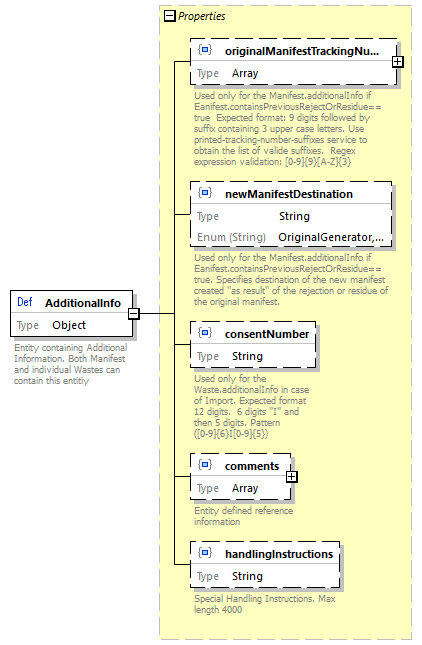 Properties
originalManifestTrackingNu...
Type Array
Used only for the Manifest.additionalInfo if
Eanifest.containsPreviousRejectOrResidue==
true  Expected format: 9 digits followed by
suffix containing 3 upper case letters. Use
printed-tracking-number-suffixes service to
obtain the list of valide suffixes.  Regex
expression validation: [0-9]{9}[A-Z]{3}
newManifestDestination
Type String
Enum (String) OriginalGenerator,...
Used only for the Manifest.additionalInfo if
Eanifest.containsPreviousRejectOrResidue==
true. Specifies destination of the new manifest
created "as result" of the rejection or residue of
the original manifest.
Def AdditionalInfo
Type Object
Entity containing Additional
Information. Both Manifest
and individual Wastes can
contain this entitiy
consentNumber
Type String
Used only for the
Waste.additionalInfo in case
of Import. Expected format
12 digits.  6 digits "I" and
then 5 digits. Pattern
([0-9]{6}I[0-9]{5})
comments
Type Array
Entity defined reference
information
handlingInstructions
Type String
Special Handling Instructions. Max
length 4000